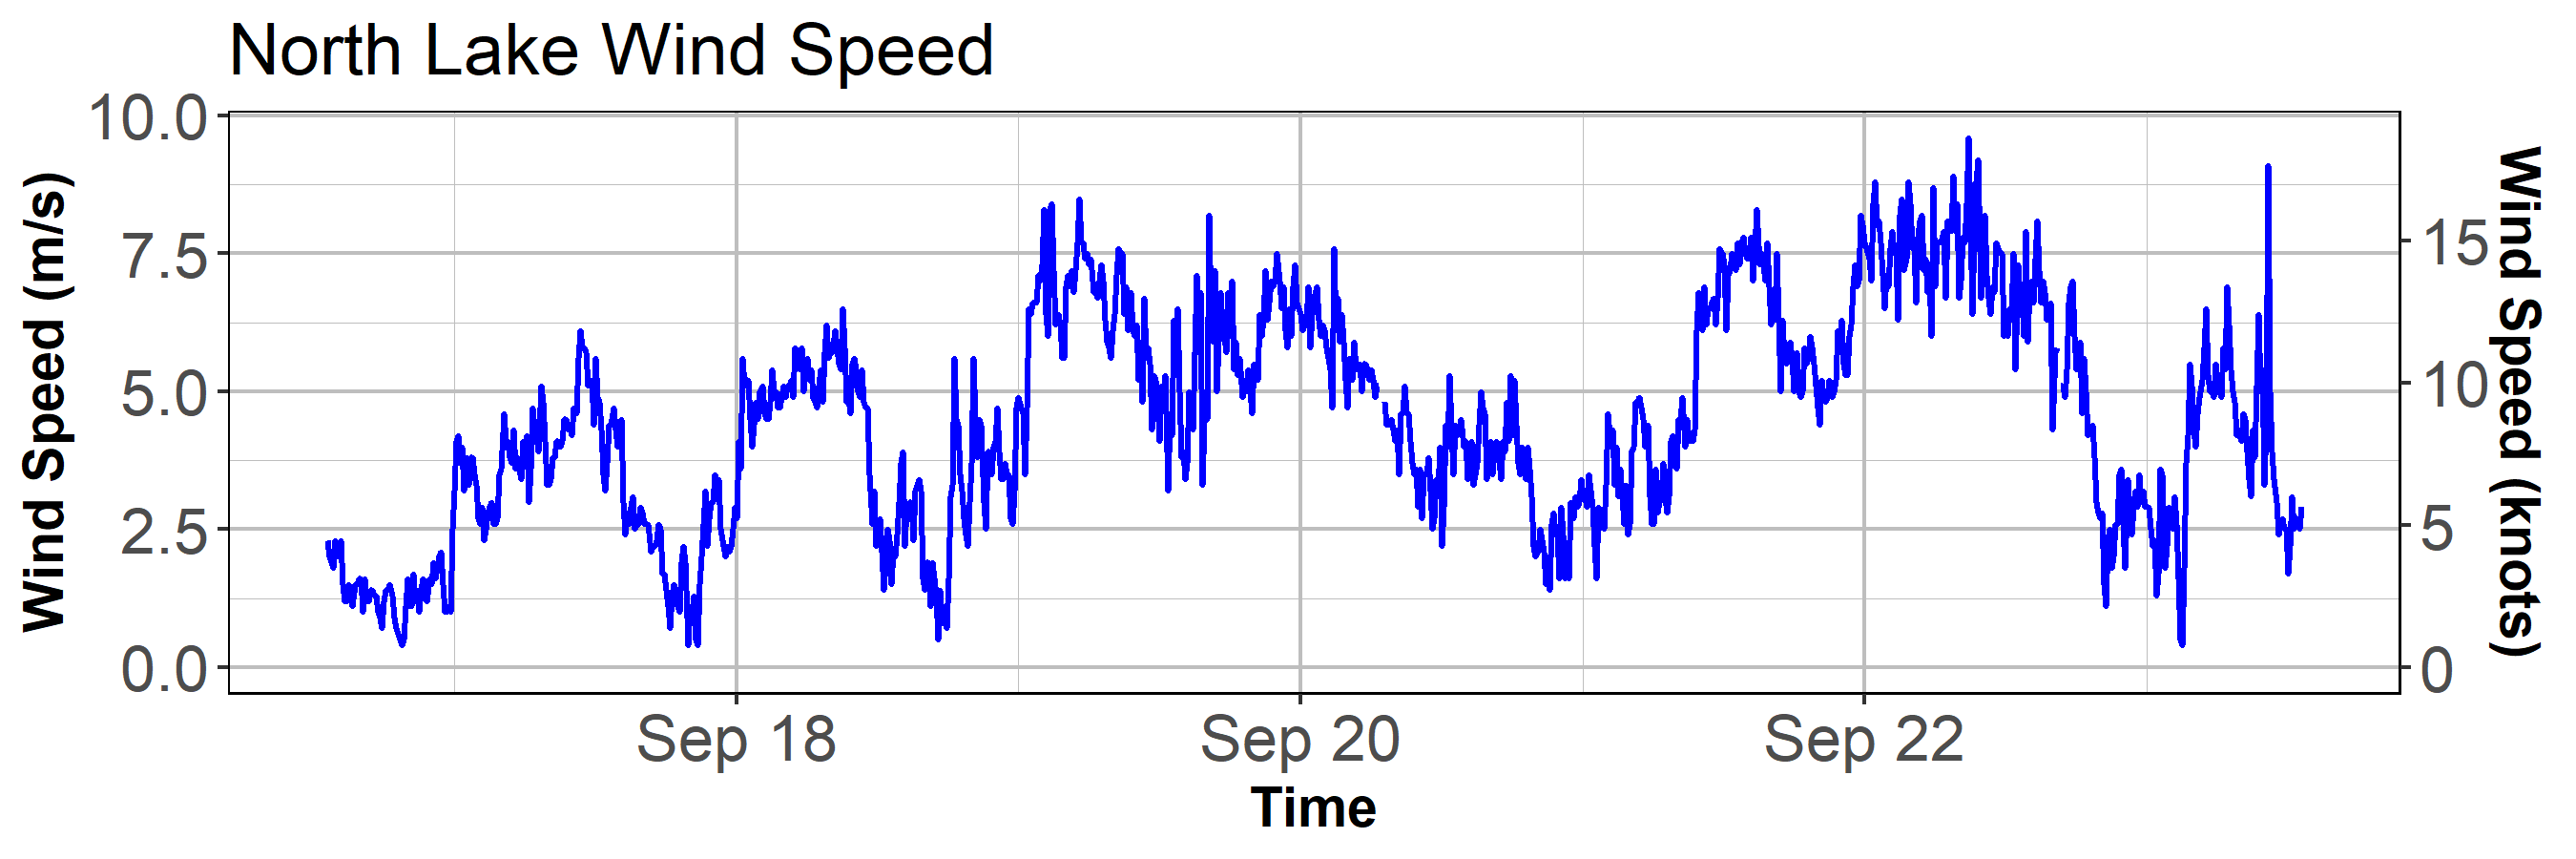 North Lake Wind Speed
Wind Speed (m/s)
10.0
7.5
5.0
2.5
0.0
Wind Speed (knots)
15
10
5
0
Sep 18
Sep 20
Sep 22
Time